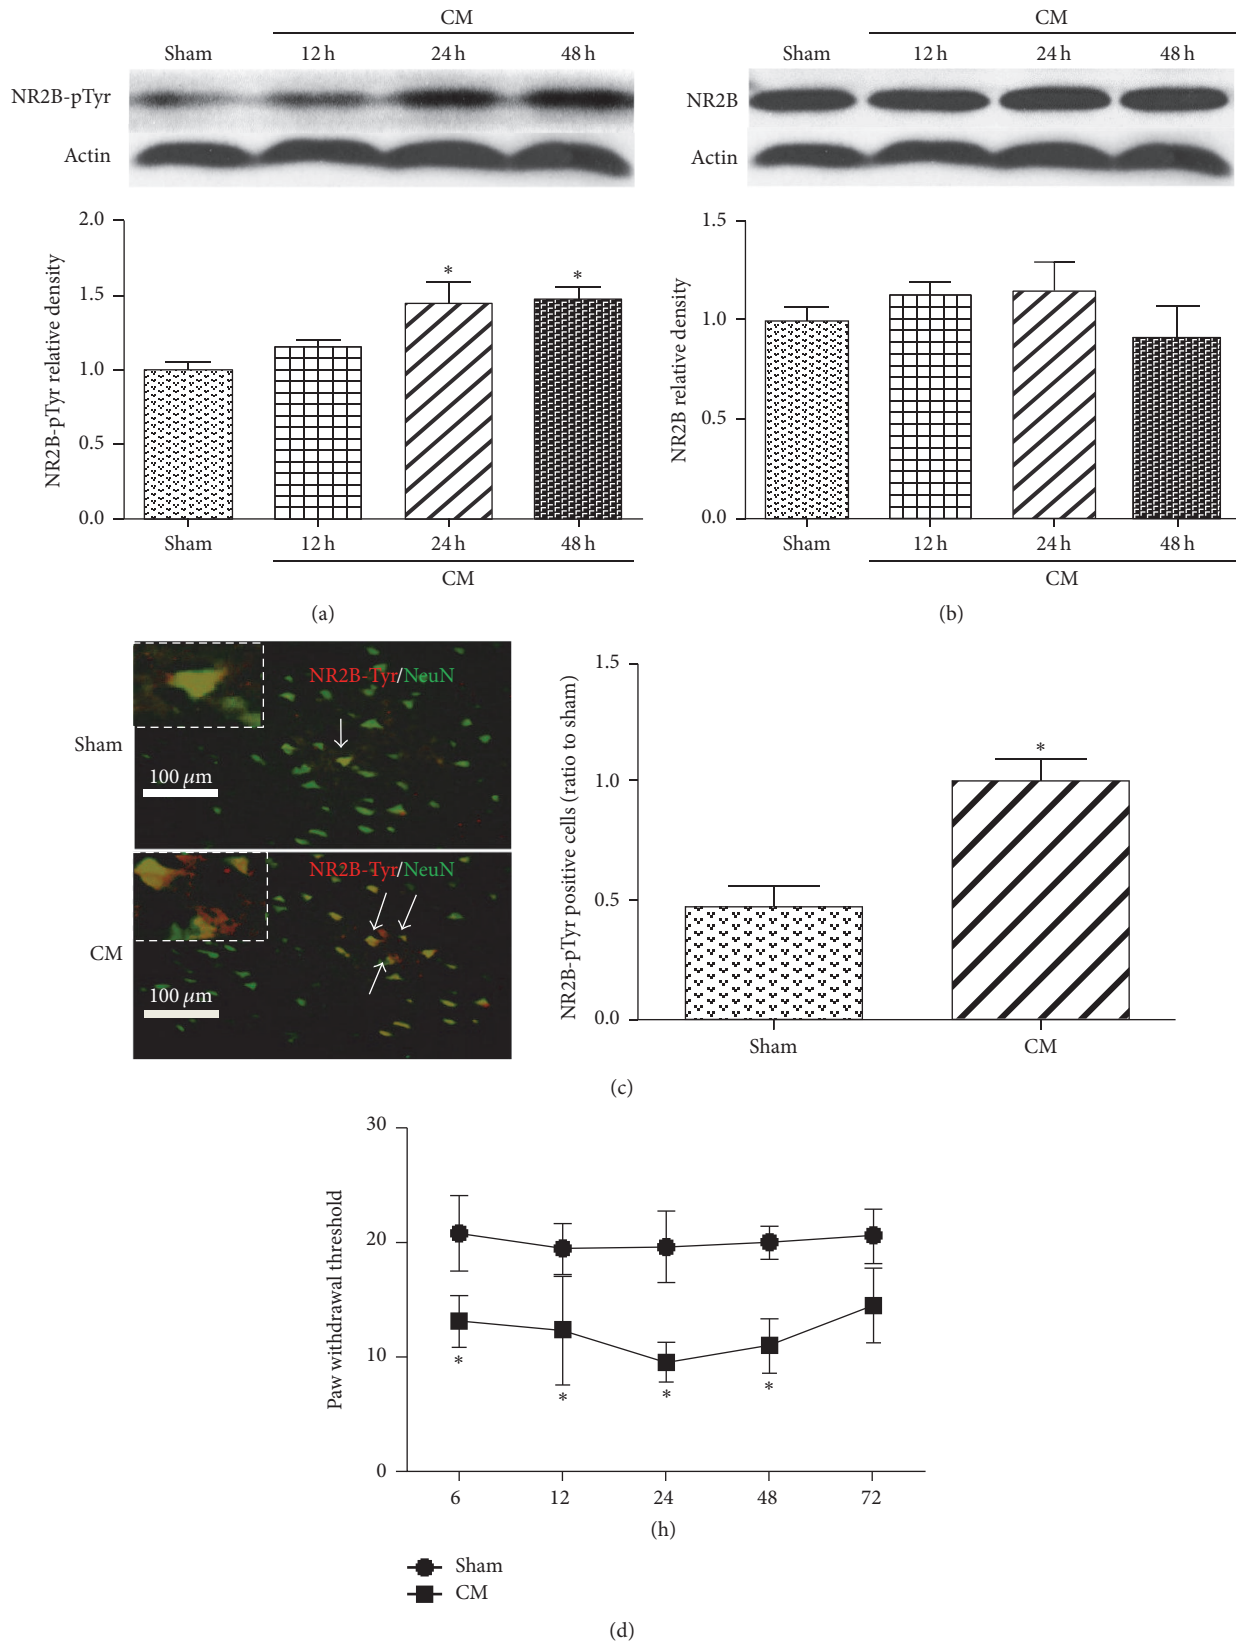 CM
Sham 12 h 24 h 48 h
NR2B-pTyr
Actin
2.0
1.5
1.0
0.5
0.0
NR2B-pTyr relative density
* *
Sham 12 h 24 h 48 h
CM
(a)
CM
Sham 12 h 24 h 48 h
NR2B
Actin
1.5
1.0
0.5
0.0
NR2B relative density
Sham 12 h 24 h 48 h
CM
(b)
Sham
NR2B-Tyr/NeuN
100 μm
CM
NR2B-Tyr/NeuN
100 μm
1.5
1.0
0.5
0.0
NR2B-pTyr positive cells (ratio to sham)
*
Sham CM
(c)
30
20
10
0
Paw withdrawal threshold
* * * *
6 12 24 48 72
(h)
Sham
CM
(d)